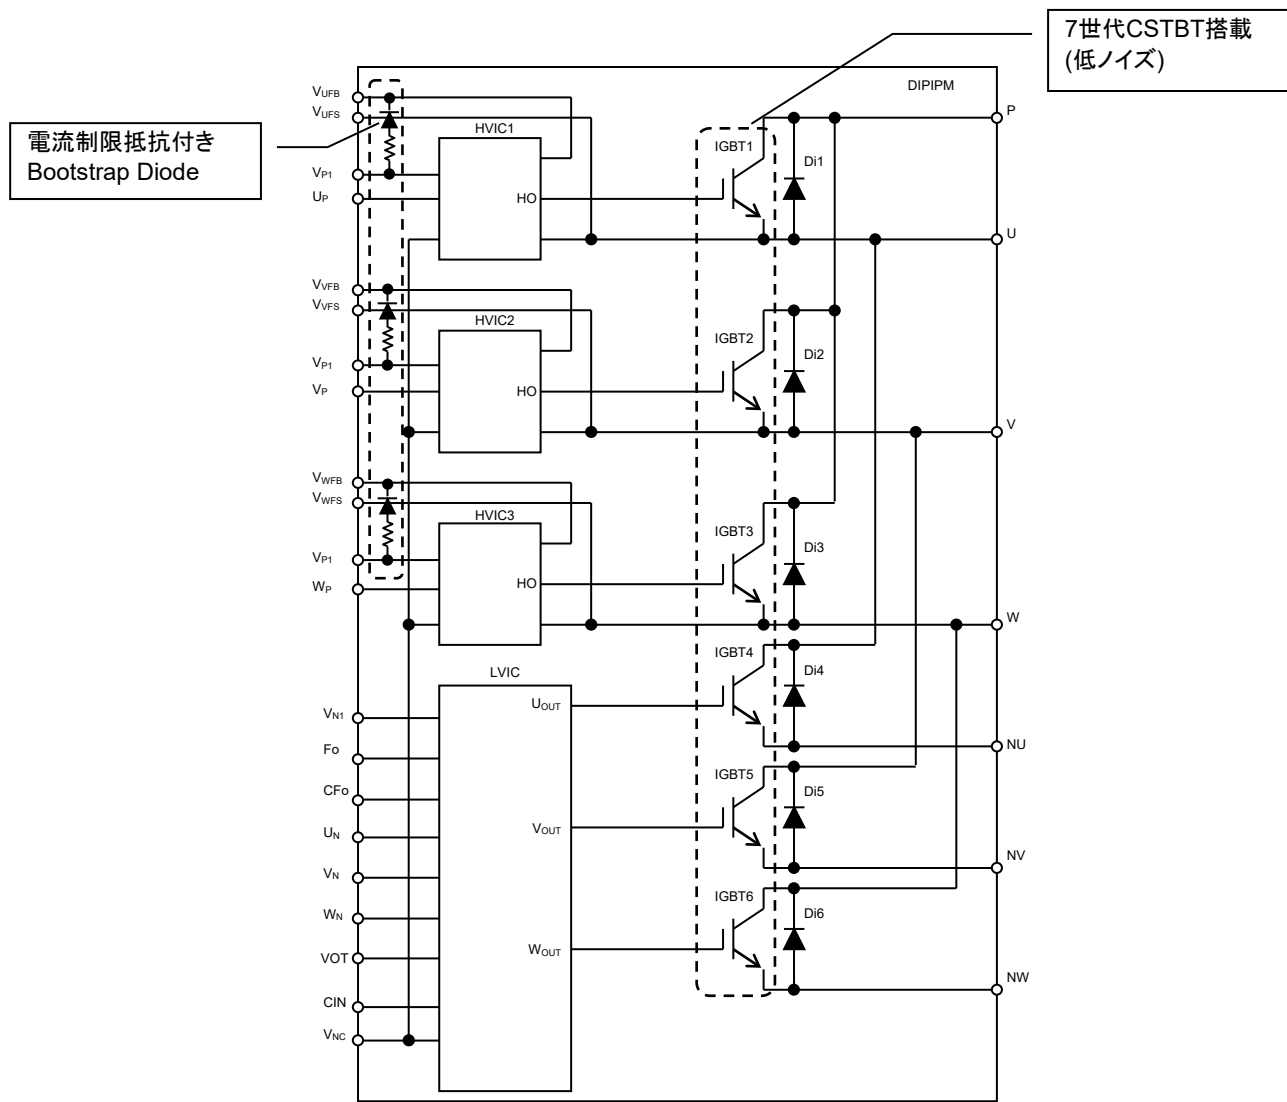 7世代CSTBT搭載
(低ノイズ)
電流制限抵抗付き
Bootstrap Diode
DIPIPM
VUFB
VUFS
VP1
UP
HVIC1
HO
IGBT1
Di1
P
U
VVFB
VVFS
VP1
VP
HVIC2
HO
IGBT2
Di2
V
VWFB
VWFS
VP1
WP
HVIC3
HO
IGBT3
Di3
W
LVIC
UOUT
VOUT
WOUT
IGBT4
Di4
NU
IGBT5
Di5
NV
IGBT6
Di6
NW
VN1
Fo
CFo
UN
VN
WN
VOT
CIN
VNC